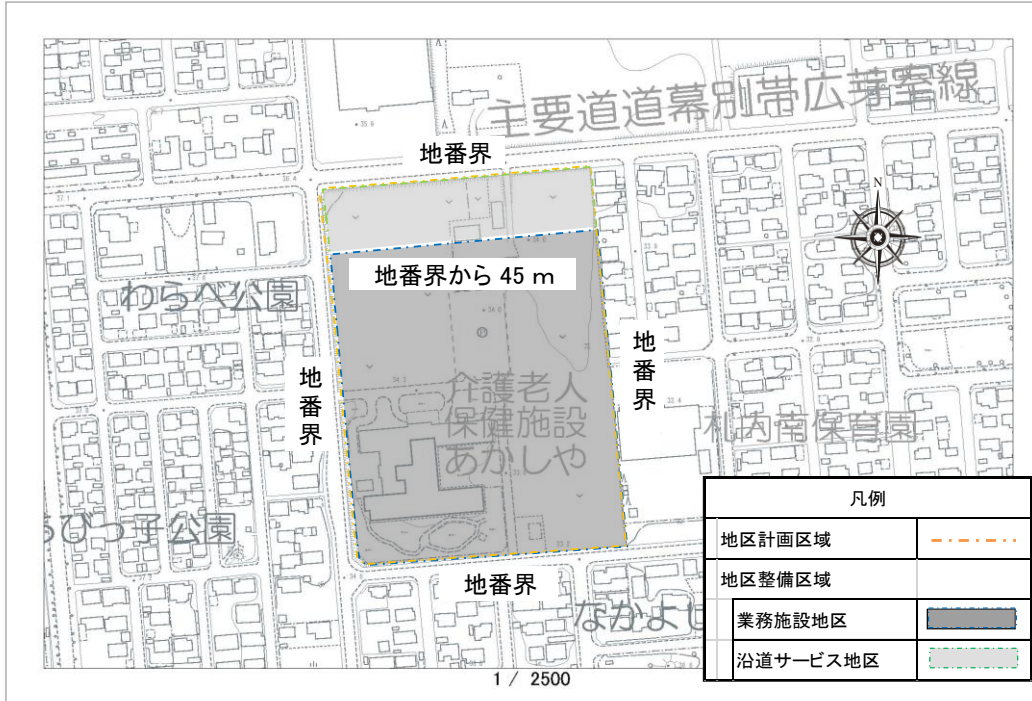 主要道道幕別帯広芽室線
地番界
N
地番界から 45 m
わらべ公園
地番界
地番界
介護老人
保健施設
あかしや
札内南保育園
びっ子公園
地番界
なかよし
凡例
地区計画区域
地区整備区域
業務施設地区
沿道サービス地区
1 / 2500